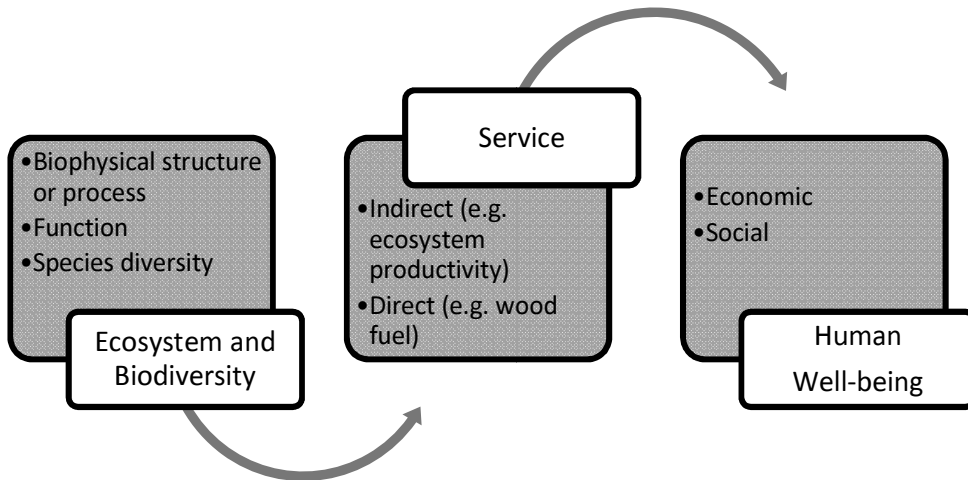 •Biophysical structure
or process
•Function
•Species diversity
Ecosystem and
Biodiversity
Service
•Indirect (e.g.
ecosystem
productivity)
•Direct (e.g. wood
fuel)
•Economic
•Social
Human
Well-being